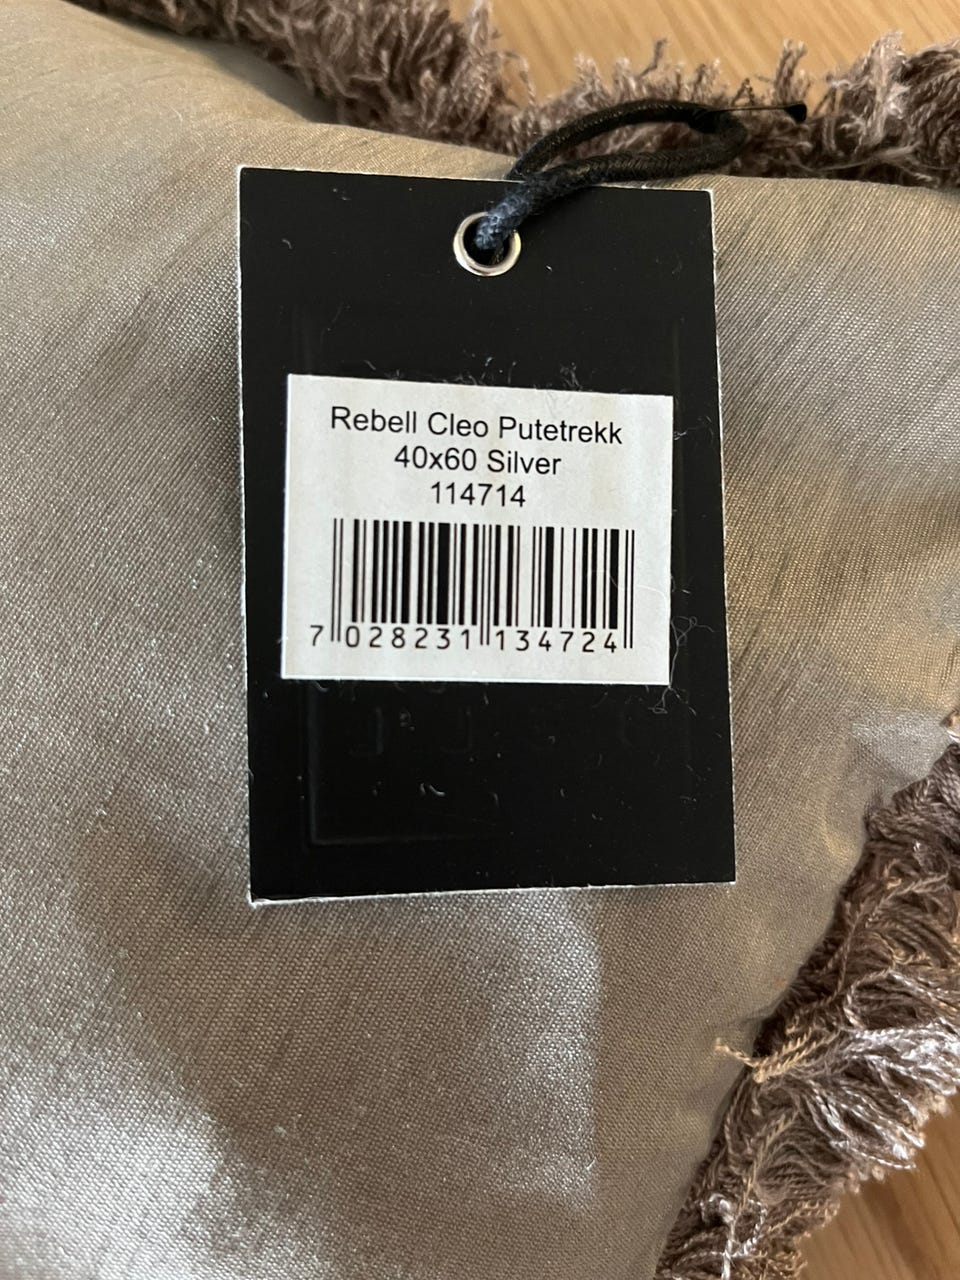 Rebell Cleo Putetrekk
40x60 Silver
114714
7 028231 134724